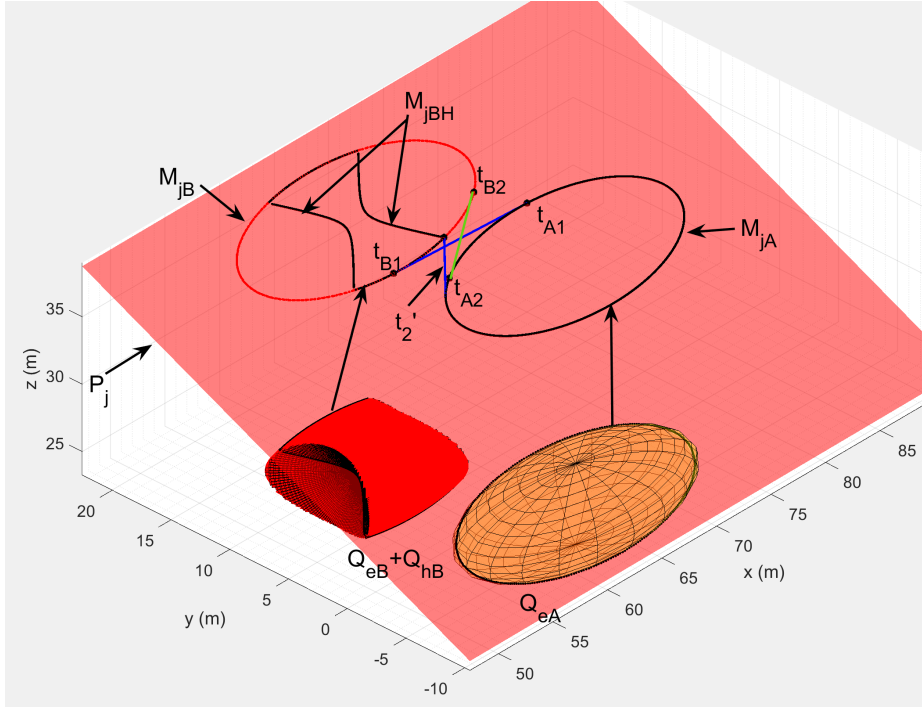 M_jBH
M_jB
t_B2
t_A1
M_jA
t_B1
t_A2
t_2'
P_j
z (m)
35
30
25
Q_eB+Q_hB
Q_eA
20
15
10
5
0
-5
-10
y (m)
50
55
60
65
70
75
80
85
x (m)